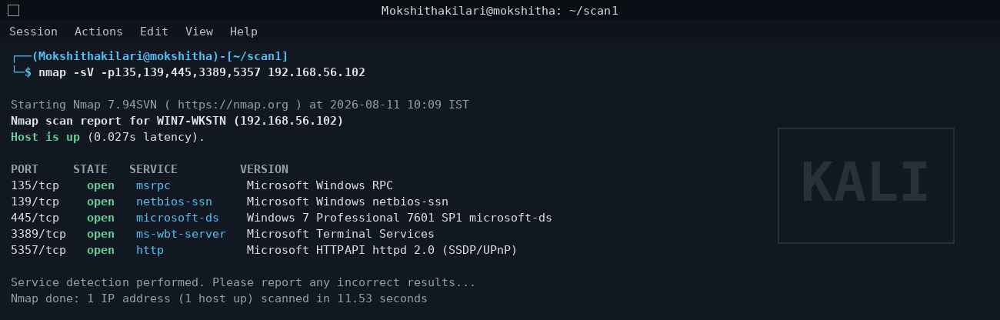 Mokshithakilari@mokshitha: ~/scan1
Session Actions Edit View Help
┌──(Mokshithakilari@mokshitha)-[~/scan1]
└─$ nmap -sV -p135,139,445,3389,5357 192.168.56.102
Starting Nmap 7.94SVN ( https://nmap.org ) at 2026-08-11 10:09 IST
Nmap scan report for WIN7-WKSTN (192.168.56.102)
Host is up (0.027s latency).
PORT     STATE   SERVICE         VERSION
135/tcp    open   msrpc           Microsoft Windows RPC
139/tcp    open   netbios-ssn     Microsoft Windows netbios-ssn
445/tcp    open   microsoft-ds    Windows 7 Professional 7601 SP1 microsoft-ds
3389/tcp   open   ms-wbt-server   Microsoft Terminal Services
5357/tcp   open   http            Microsoft HTTPAPI httpd 2.0 (SSDP/UPnP)
KALI
Service detection performed. Please report any incorrect results...
Nmap done: 1 IP address (1 host up) scanned in 11.53 seconds